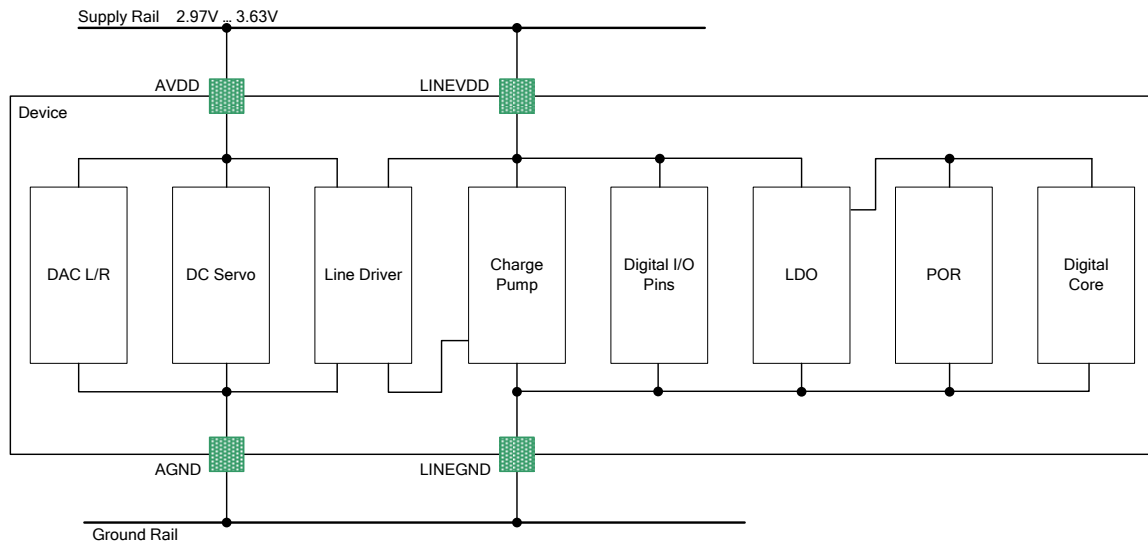 Supply Rail 2.97V ... 3.63V
AVDD
LINEVDD
Device
DAC L/R
DC Servo
Line Driver
Charge
Pump
Digital I/O
Pins
LDO
POR
Digital
Core
AGND
LINEGND
Ground Rail